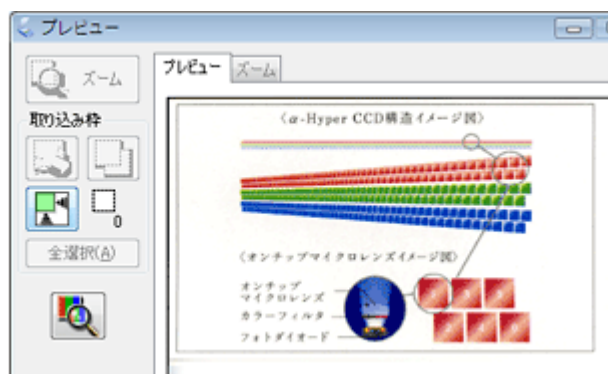 プレビュー
ズーム
取り込み枠
0
全選択(A)
プレビュー
ズーム
〈α-Hyper CCD構造イメージ図〉
〈オンチップマイクロレンズイメージ図〉
オンチップ
マイクロレンズ
カラーフィルタ
フォトダイオード